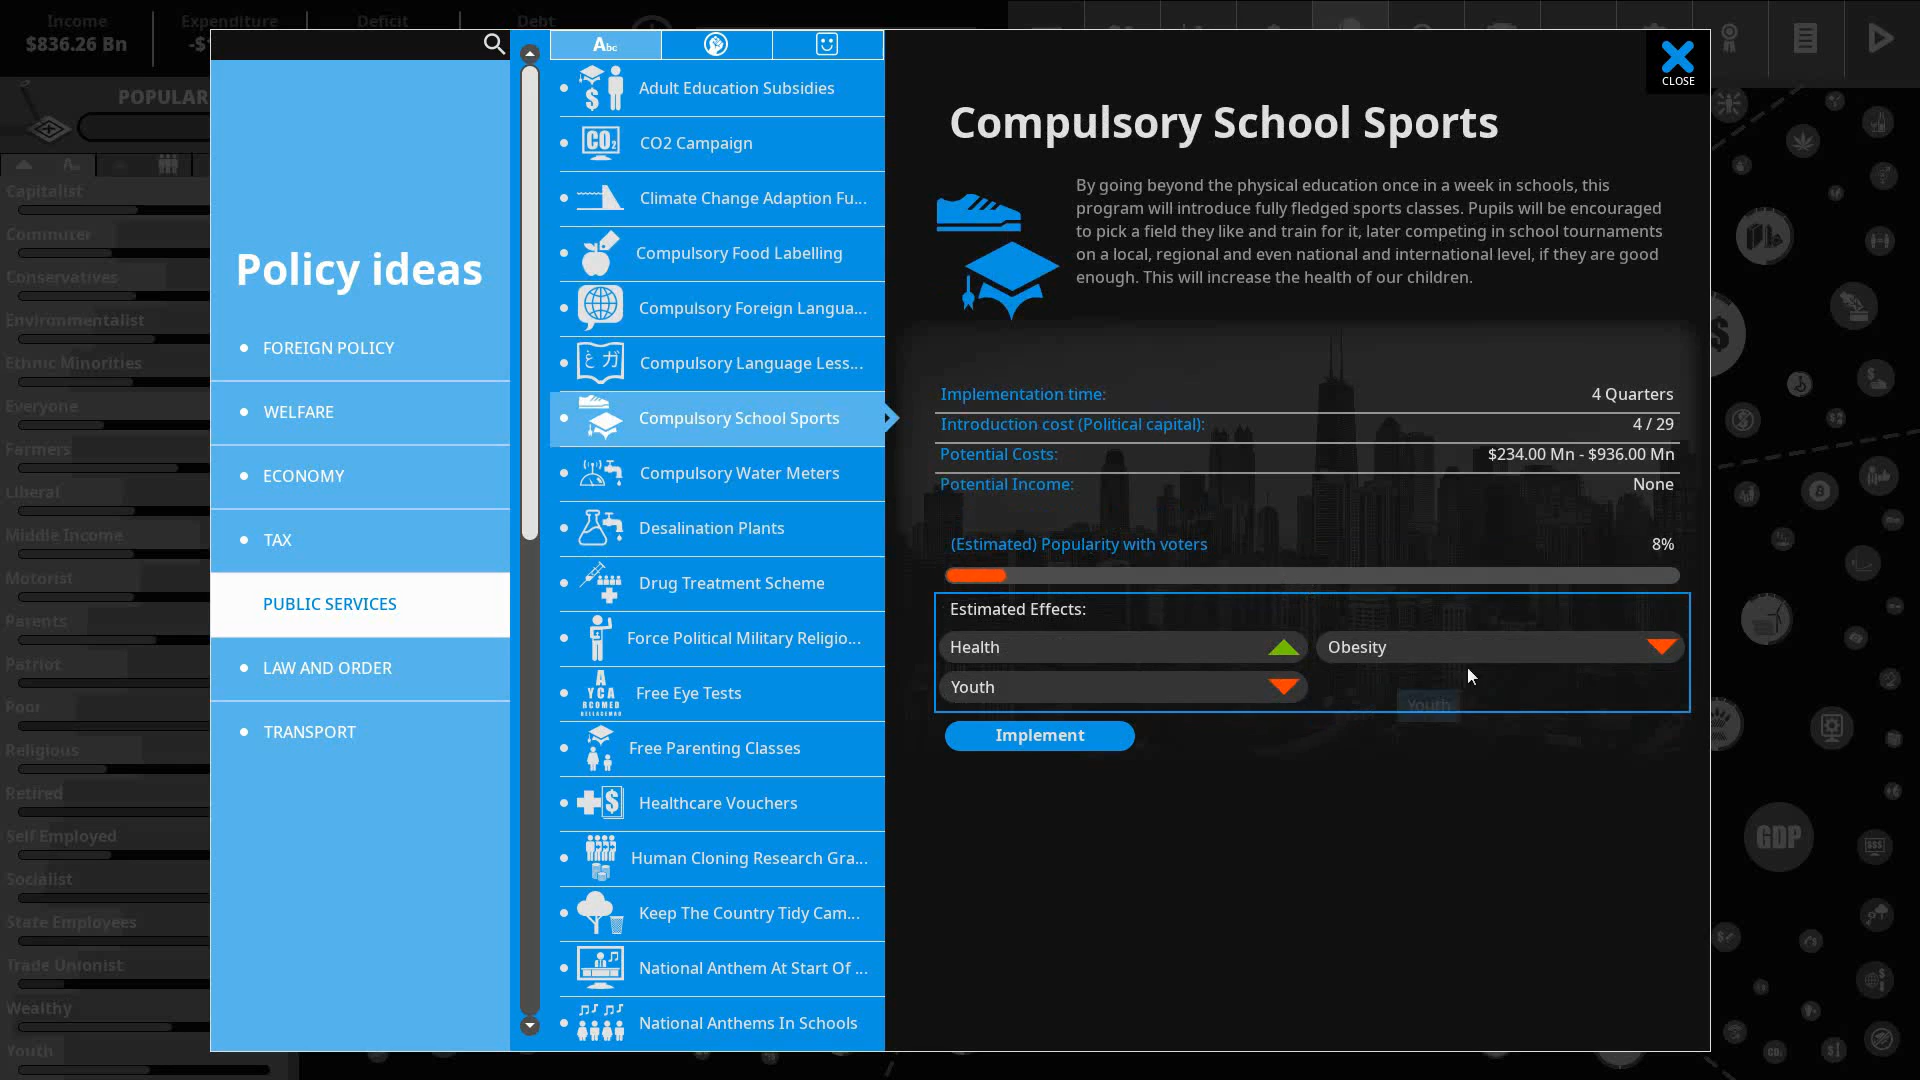 Income
Expenditure
Deficit
Debt
$836.26 Bn
-$
POPULAR
Capitalist
Commuter
Conservatives
Environmentalist
Ethnic Minorities
Everyone
Farmers
Liberal
Middle Income
Motorist
Parents
Patriot
Poor
Religious
Retired
Self Employed
Socialist
State Employees
Trade Unionist
Wealthy
Youth
Policy ideas
FOREIGN POLICY
WELFARE
ECONOMY
TAX
PUBLIC SERVICES
LAW AND ORDER
TRANSPORT
Abc
Adult Education Subsidies
CO2 Campaign
Climate Change Adaption Fu...
Compulsory Food Labelling
Compulsory Foreign Langua...
Compulsory Language Less...
Compulsory School Sports
Compulsory Water Meters
Desalination Plants
Drug Treatment Scheme
Force Political Military Religio...
Free Eye Tests
Free Parenting Classes
Healthcare Vouchers
Human Cloning Research Gra...
Keep The Country Tidy Cam...
National Anthem At Start Of ...
National Anthems In Schools
CLOSE
Compulsory School Sports
By going beyond the physical education once in a week in schools, this
program will introduce fully fledged sports classes. Pupils will be encouraged
to pick a field they like and train for it, later competing in school tournaments
on a local, regional and even national and international level, if they are good
enough. This will increase the health of our children.
Implementation time: 4 Quarters
Introduction cost (Political capital): 4 / 29
Potential Costs: $234.00 Mn - $936.00 Mn
Potential Income: None
(Estimated) Popularity with voters 8%
Estimated Effects:
Health
Obesity
Youth
Youth
Implement
GDP